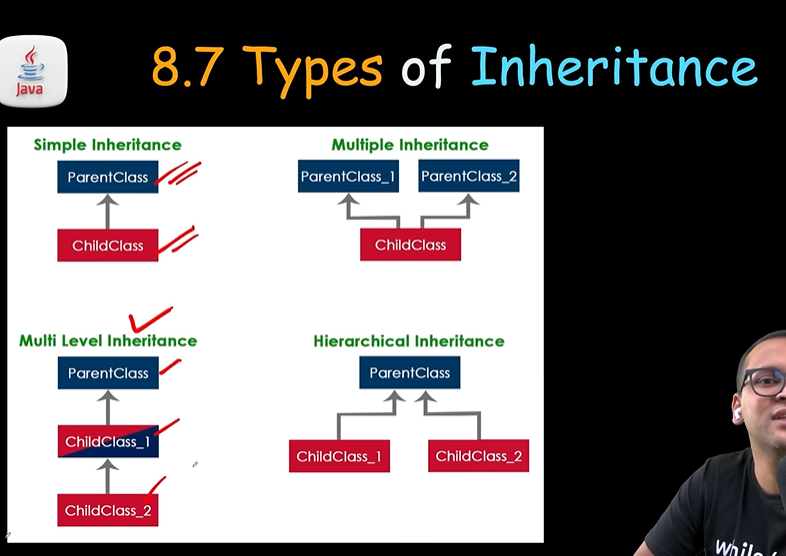 Java
8.7 Types of Inheritance
Simple Inheritance
ParentClass
ChildClass
Multiple Inheritance
ParentClass_1 ParentClass_2
ChildClass
Multi Level Inheritance
ParentClass
ChildClass_1
ChildClass_2
Hierarchical Inheritance
ParentClass
ChildClass_1 ChildClass_2